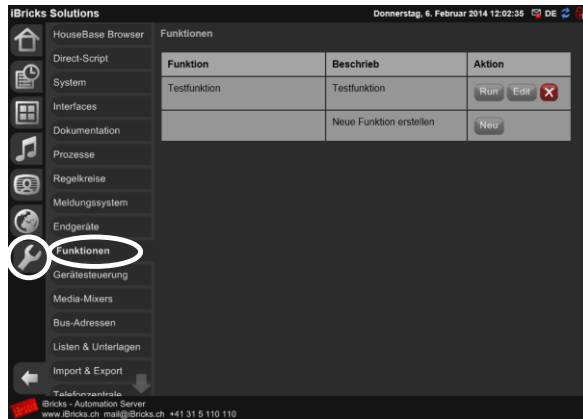 iBricks Solutions
Donnerstag, 6. Februar 2014 12:02:35 DE
HouseBase Browser
Direct-Script
System
Interfaces
Dokumentation
Prozesse
Regelkreise
Meldungssystem
Endgeräte
Funktionen
Gerätesteuerung
Media-Mixers
Bus-Adressen
Listen & Unterlagen
Import & Export
Telefonzentrale
Funktionen
Funktion Beschrieb Aktion
Testfunktion Testfunktion Run Edit X
Neue Funktion erstellen Neu
iBricks - Automation Server
www.iBricks.ch mail@iBricks.ch +41 31 5 110 110